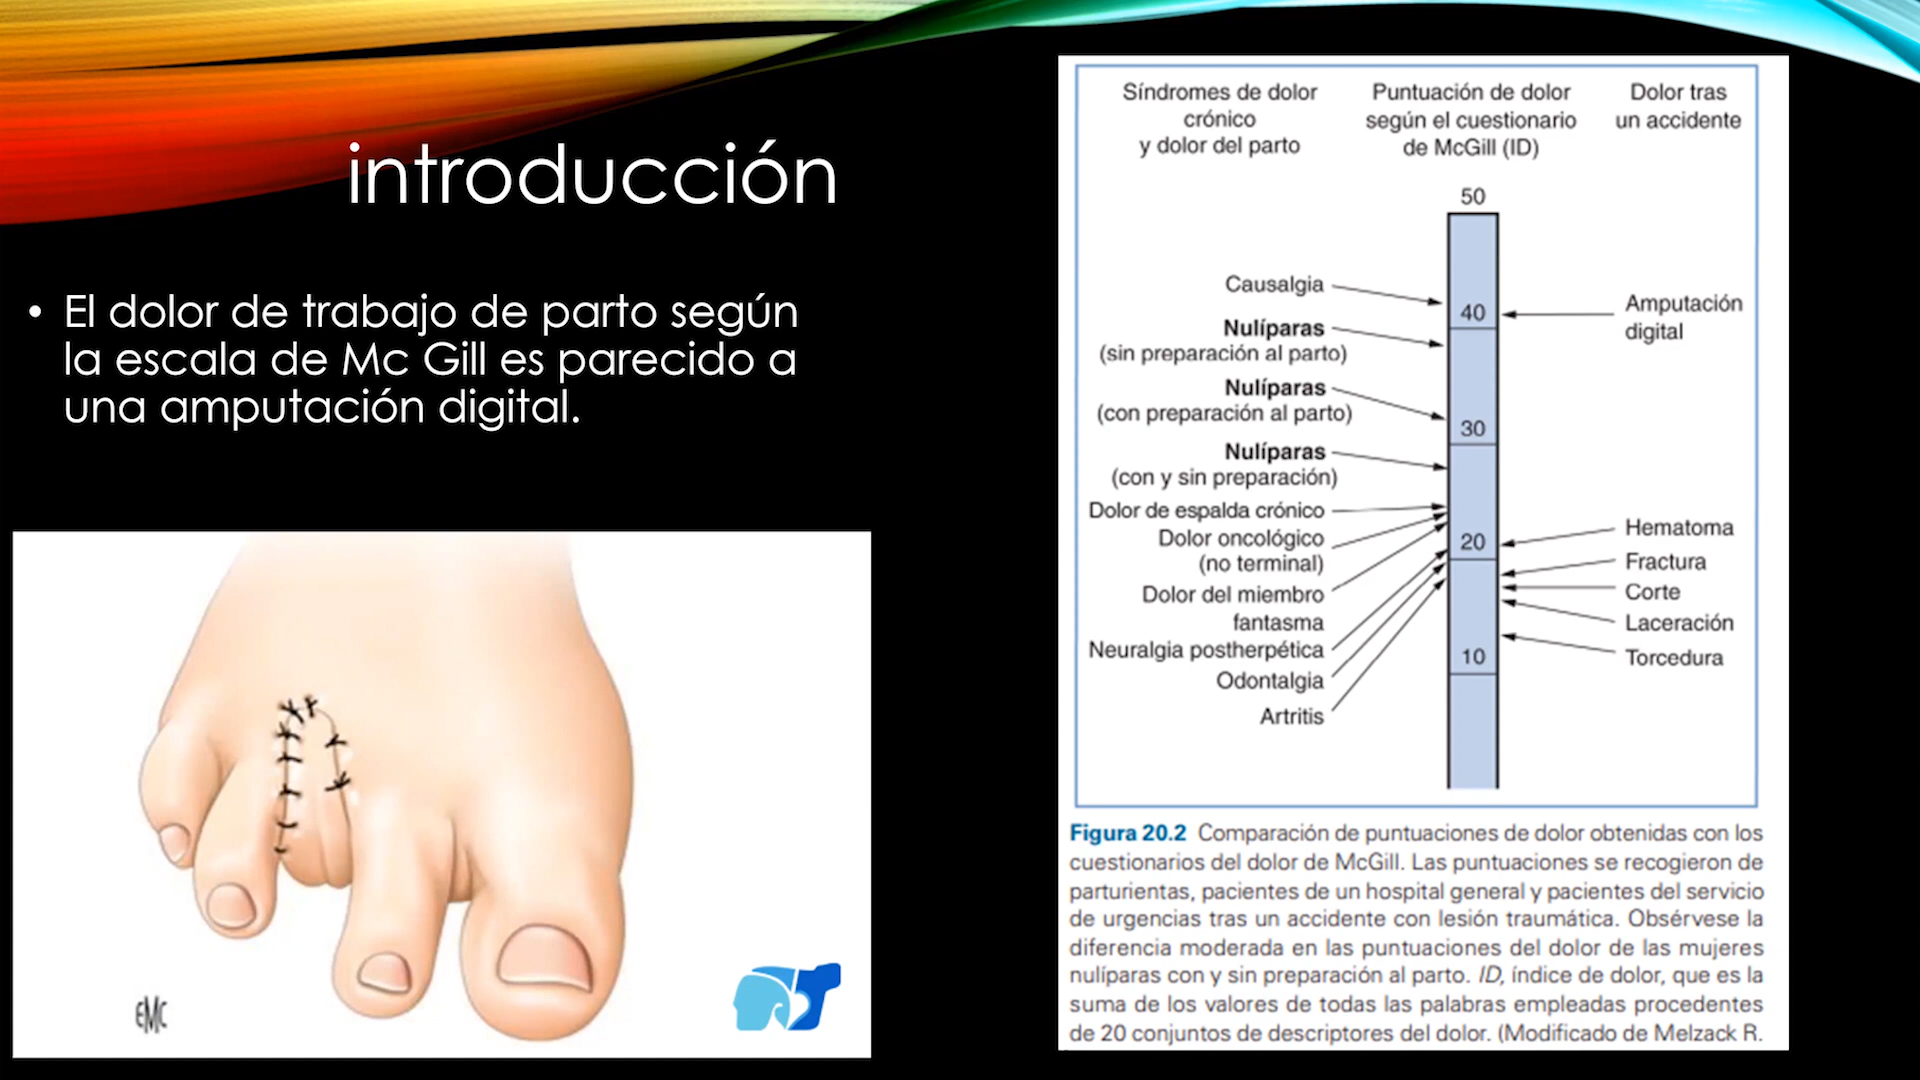 introducción
• El dolor de trabajo de parto según
la escala de Mc Gill es parecido a
una amputación digital.
EMC
Síndromes de dolor
crónico
y dolor del parto
Puntuación de dolor
según el cuestionario
de McGill (ID)
Dolor tras
un accidente
50
Causalgia
40
Amputación
digital
Nulíparas
(sin preparación al parto)
Nulíparas
(con preparación al parto)
30
Nulíparas
(con y sin preparación)
Dolor de espalda crónico
Dolor oncológico
(no terminal)
20
Hematoma
Fractura
Corte
Dolor del miembro
fantasma
Laceración
Neuralgia postherpética
10
Torcedura
Odontalgia
Artritis
Figura 20.2 Comparación de puntuaciones de dolor obtenidas con los
cuestionarios del dolor de McGill. Las puntuaciones se recogieron de
parturientas, pacientes de un hospital general y pacientes del servicio
de urgencias tras un accidente con lesión traumática. Obsérvese la
diferencia moderada en las puntuaciones del dolor de las mujeres
nulíparas con y sin preparación al parto. ID, índice de dolor, que es la
suma de los valores de todas las palabras empleadas procedentes
de 20 conjuntos de descriptores del dolor. (Modificado de Melzack R.